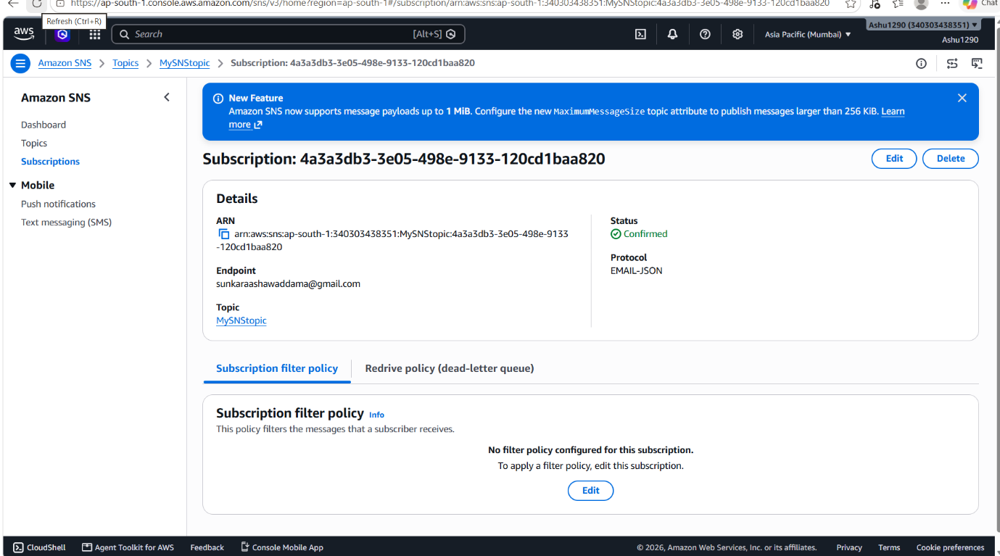 https://ap-south-1.console.aws.amazon.com/sns/v3/home?region=ap-south-1#/subscription/arn:aws:sns:ap-south-1:340303438351:MySNStopic:4a3a3db3-3e05-498e-9133-120cd1baa820
Chat
Refresh (Ctrl+R)
aws
Search
[Alt+S]
Asia Pacific (Mumbai)
Ashu1290 (340303438351)
Ashu1290
Amazon SNS
Topics
MySNStopic
Subscription: 4a3a3db3-3e05-498e-9133-120cd1baa820
Amazon SNS
Dashboard
Topics
Subscriptions
Mobile
Push notifications
Text messaging (SMS)
New Feature
Amazon SNS now supports message payloads up to 1 MiB. Configure the new MaximumMessageSize topic attribute to publish messages larger than 256 KiB. Learn
more
Subscription: 4a3a3db3-3e05-498e-9133-120cd1baa820
Edit
Delete
Details
ARN
arn:aws:sns:ap-south-1:340303438351:MySNStopic:4a3a3db3-3e05-498e-9133
-120cd1baa820
Endpoint
sunkaraashawaddama@gmail.com
Topic
MySNStopic
Status
Confirmed
Protocol
EMAIL-JSON
Subscription filter policy
Redrive policy (dead-letter queue)
Subscription filter policy Info
This policy filters the messages that a subscriber receives.
No filter policy configured for this subscription.
To apply a filter policy, edit this subscription.
Edit
CloudShell
Agent Toolkit for AWS
Feedback
Console Mobile App
© 2026, Amazon Web Services, Inc. or its affiliates.
Privacy
Terms
Cookie preferences